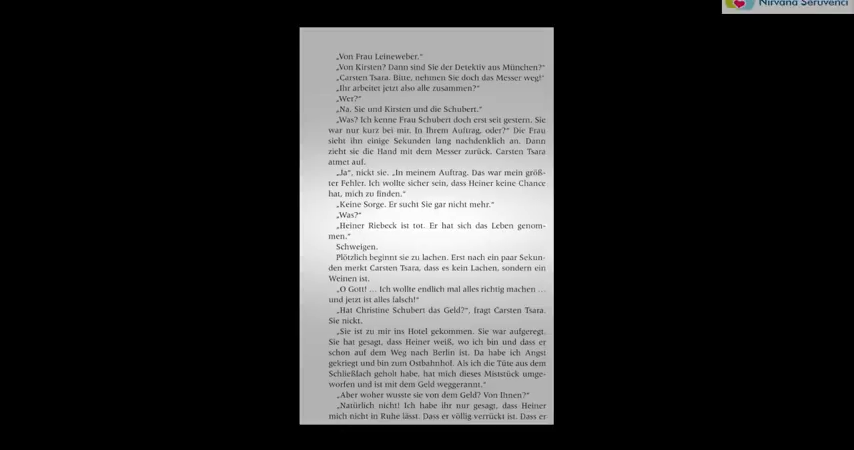 Nirvana Serüvenci
„Von Frau Leineweber.“
„Von Kirsten? Dann sind Sie der Detektiv aus München?“
„Carsten Tsara. Bitte, nehmen Sie doch das Messer weg!“
„Ihr arbeitet jetzt also alle zusammen?“
„Wer?“
„Na, Sie und Kirsten und die Schubert.“
„Was? Ich kenne Frau Schubert doch erst seit gestern. Sie
war nur kurz bei mir. In Ihrem Auftrag, oder?“ Die Frau
sieht ihn einige Sekunden lang nachdenklich an. Dann
zieht sie die Hand mit dem Messer zurück. Carsten Tsara
atmet auf.
„Ja“, nickt sie. „In meinem Auftrag. Das war mein größ-
ter Fehler. Ich wollte sicher sein, dass Heiner keine Chance
hat, mich zu finden.“
„Keine Sorge. Er sucht Sie gar nicht mehr.“
„Was?“
„Heiner Riebeck ist tot. Er hat sich das Leben genom-
men.“
Schweigen.
Plötzlich beginnt sie zu lachen. Erst nach ein paar Sekun-
den merkt Carsten Tsara, dass es kein Lachen, sondern ein
Weinen ist.
„O Gott! ... Ich wollte endlich mal alles richtig machen ...
und jetzt ist alles falsch!“
„Hat Christine Schubert das Geld?“, fragt Carsten Tsara.
Sie nickt.
„Sie ist zu mir ins Hotel gekommen. Sie war aufgeregt.
Sie hat gesagt, dass Heiner weiß, wo ich bin und dass er
schon auf dem Weg nach Berlin ist. Da habe ich Angst
gekriegt und bin zum Ostbahnhof. Als ich die Tüte aus dem
Schließfach geholt habe, hat mich dieses Miststück umge-
worfen und ist mit dem Geld weggerannt.“
„Aber woher wusste sie von dem Geld? Von Ihnen?“
„Natürlich nicht! Ich habe ihr nur gesagt, dass Heiner
mich nicht in Ruhe lässt. Dass er völlig verrückt ist. Dass er